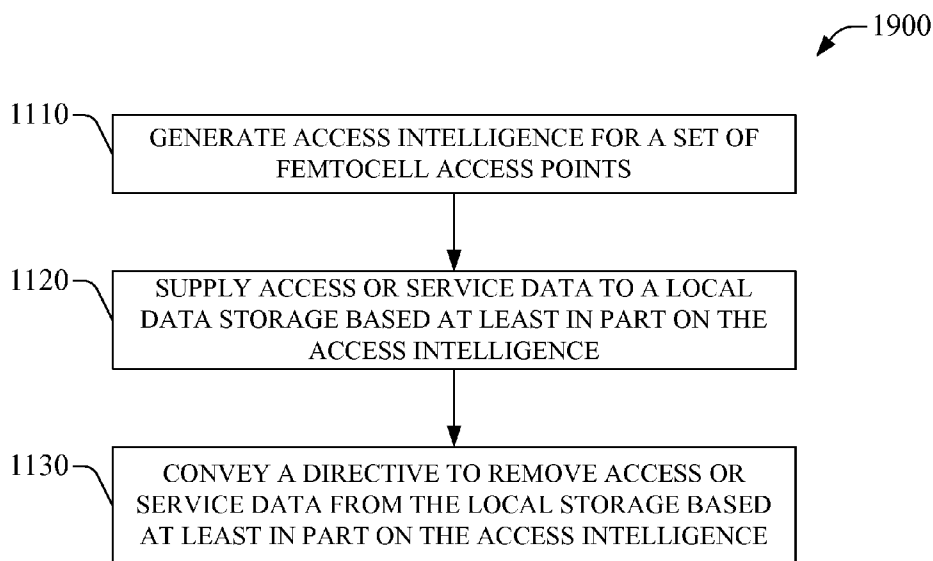 1900
1110
GENERATE ACCESS INTELLIGENCE FOR A SET OF
FEMTOCELL ACCESS POINTS
1120
SUPPLY ACCESS OR SERVICE DATA TO A LOCAL
DATA STORAGE BASED AT LEAST IN PART ON THE
ACCESS INTELLIGENCE
1130
CONVEY A DIRECTIVE TO REMOVE ACCESS OR
SERVICE DATA FROM THE LOCAL STORAGE BASED
AT LEAST IN PART ON THE ACCESS INTELLIGENCE